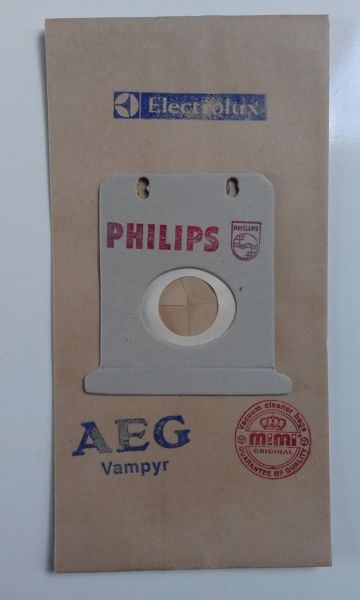 Electrolux
PHILIPS
PHILIPS
AEG
Vampyr
Vacuum cleaner bags
mimi
ORIGINAL
GUARANTEE OF QUALITY